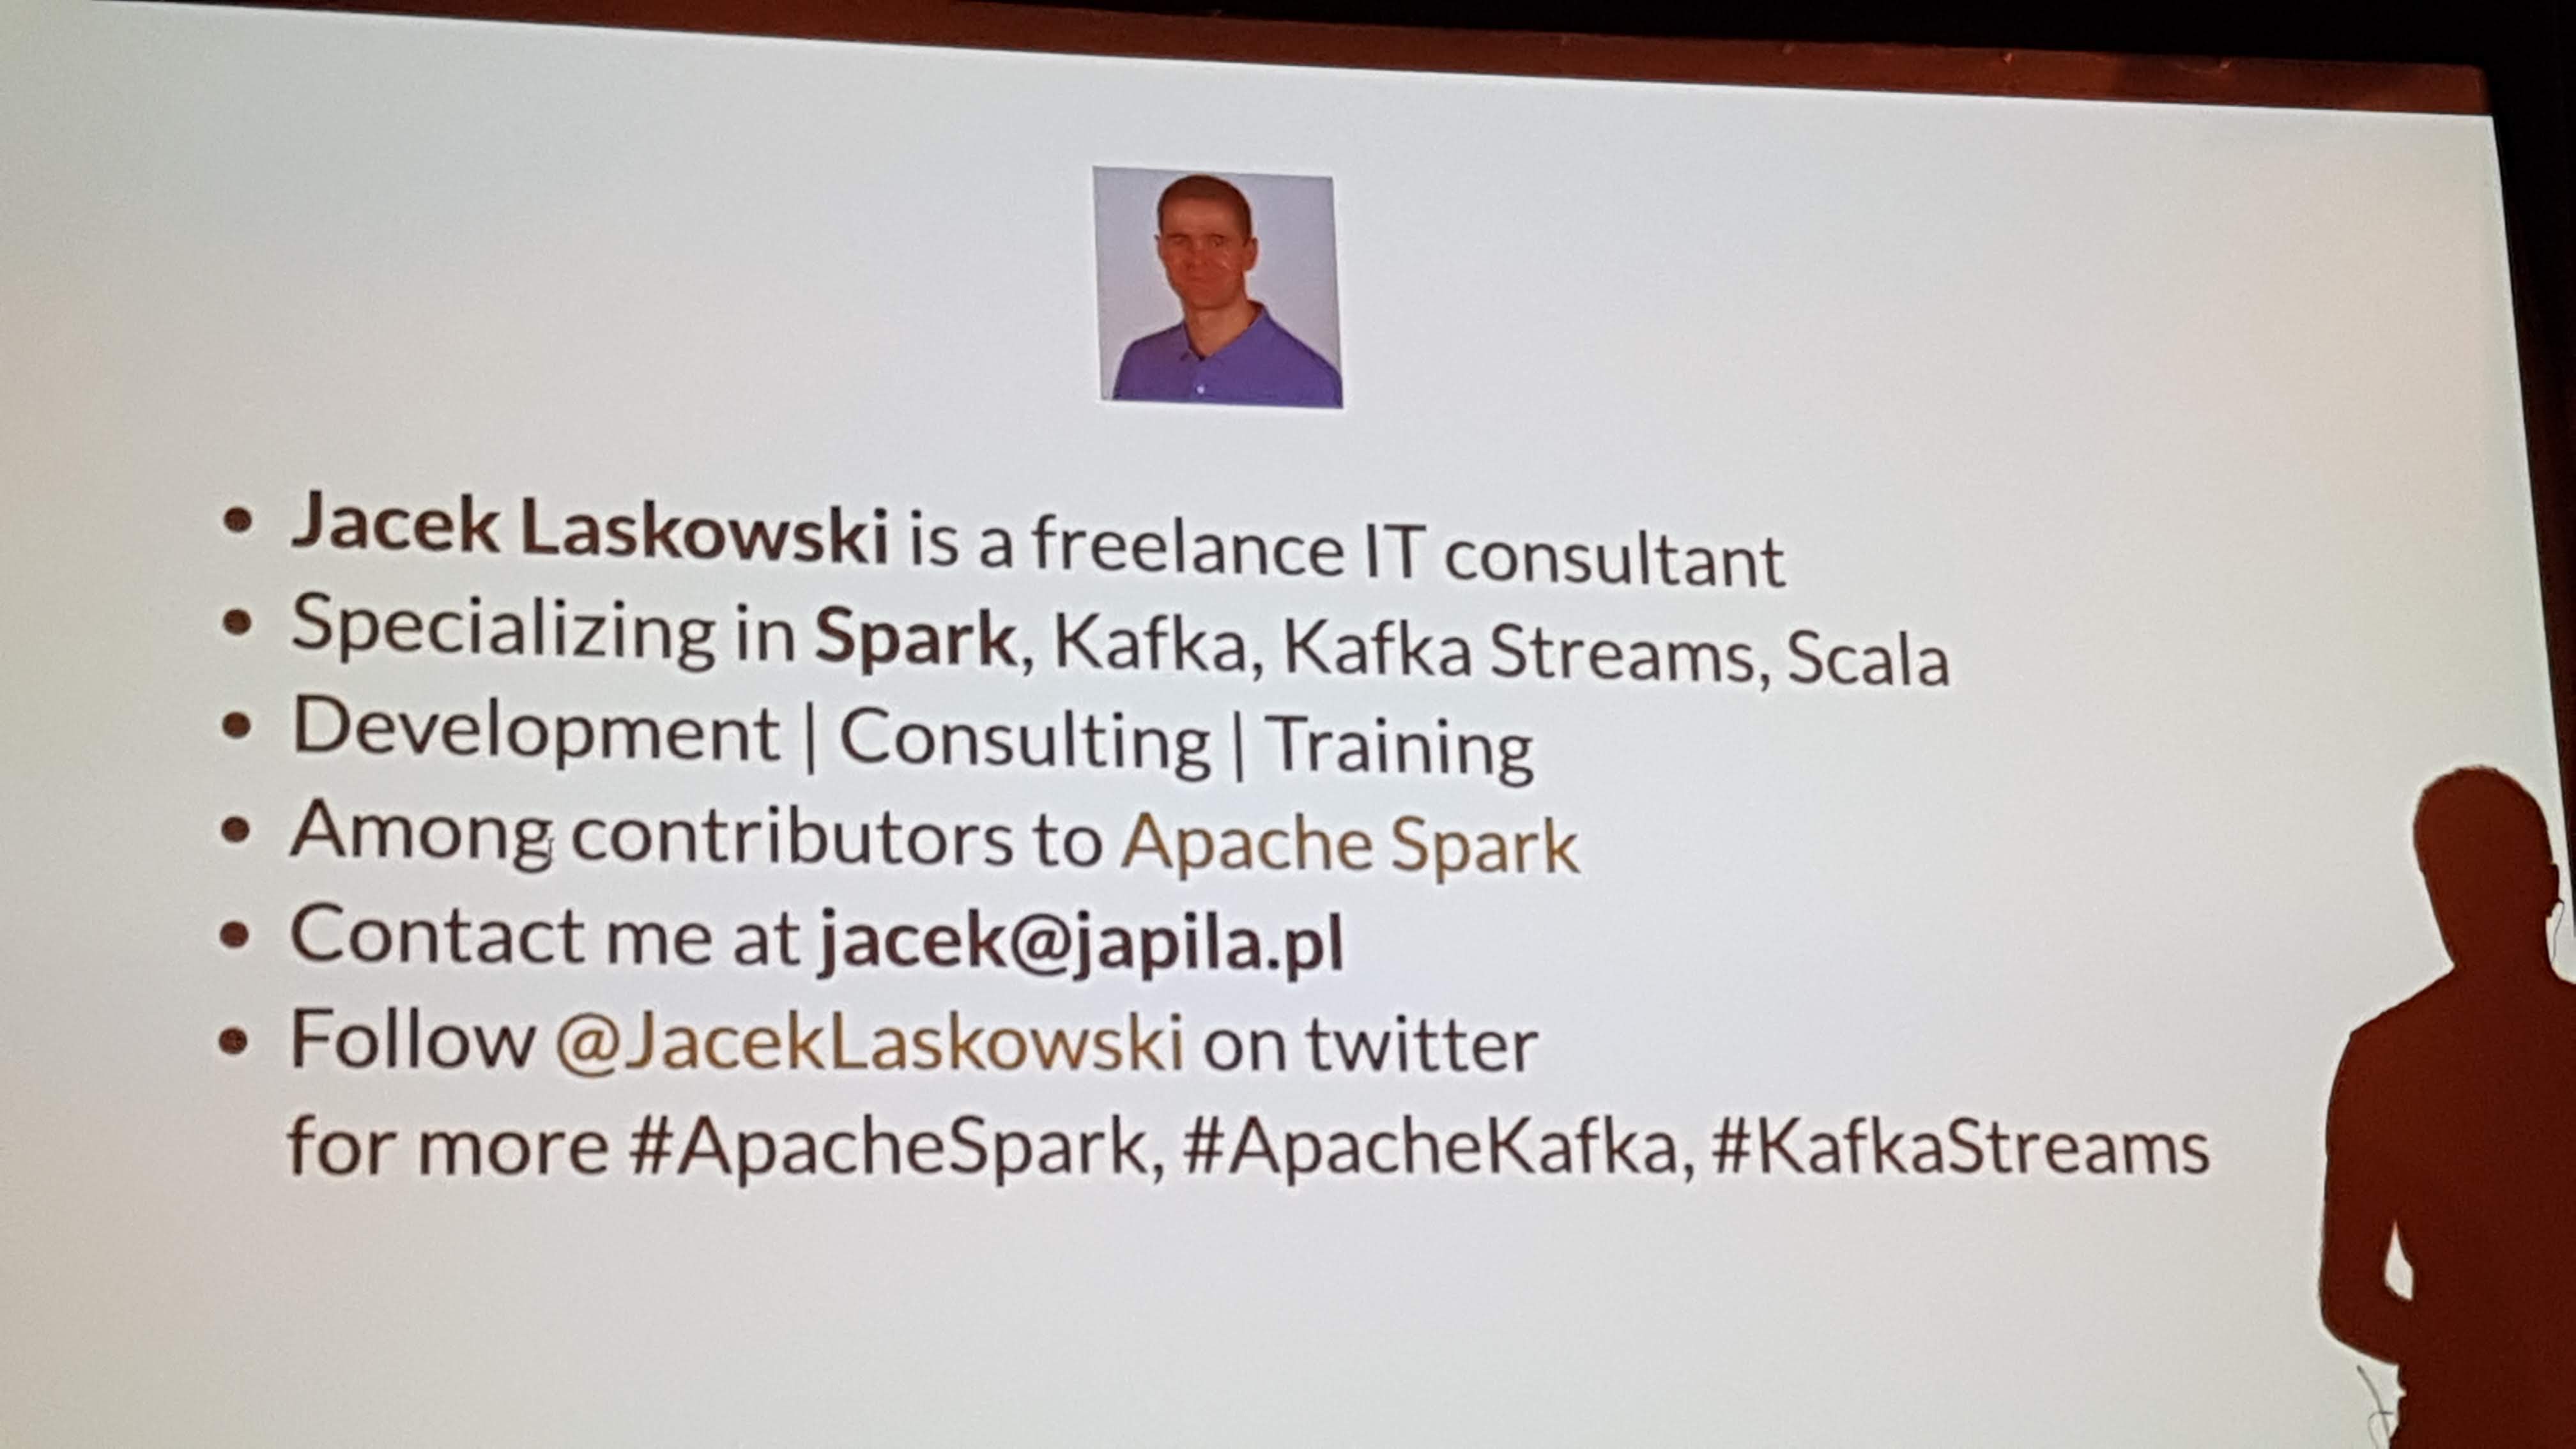 • Jacek Laskowski is a freelance IT consultant
• Specializing in Spark, Kafka, Kafka Streams, Scala
• Development | Consulting | Training
• Among contributors to Apache Spark
• Contact me at jacek@japila.pl
• Follow @JacekLaskowski on twitter
for more #ApacheSpark, #ApacheKafka, #KafkaStreams